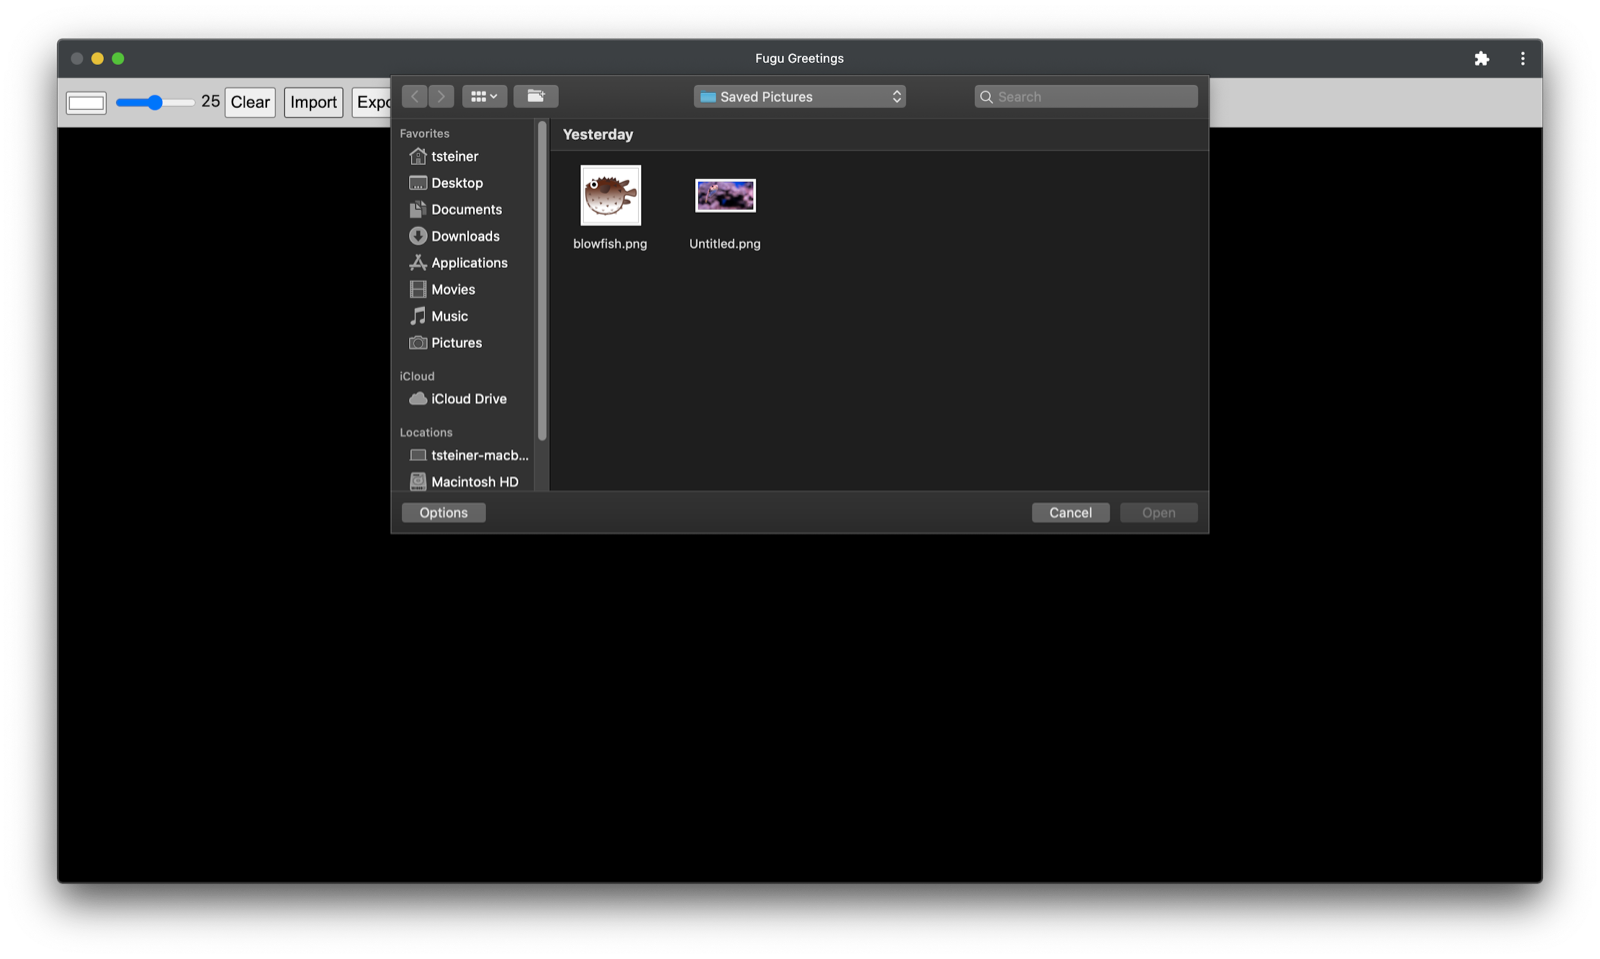 Fugu Greetings
25 Clear Import Expo
Saved Pictures
Search
Favorites
tsteiner
Desktop
Documents
Downloads
Applications
Movies
Music
Pictures
iCloud
iCloud Drive
Locations
tsteiner-macb...
Macintosh HD
Yesterday
blowfish.png Untitled.png
Options Cancel Open